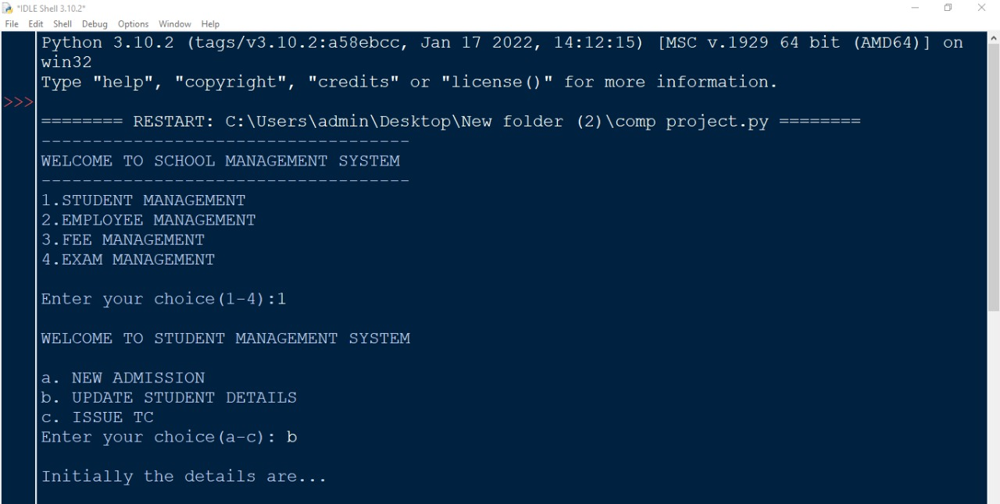 *IDLE Shell 3.10.2*
File Edit Shell Debug Options Window Help
Python 3.10.2 (tags/v3.10.2:a58ebcc, Jan 17 2022, 14:12:15) [MSC v.1929 64 bit (AMD64)] on
win32
Type "help", "copyright", "credits" or "license()" for more information.
>>>
======== RESTART: C:\Users\admin\Desktop\New folder (2)\comp project.py ========
------------------------------------
WELCOME TO SCHOOL MANAGEMENT SYSTEM
------------------------------------
1.STUDENT MANAGEMENT
2.EMPLOYEE MANAGEMENT
3.FEE MANAGEMENT
4.EXAM MANAGEMENT
Enter your choice(1-4):1
WELCOME TO STUDENT MANAGEMENT SYSTEM
a. NEW ADMISSION
b. UPDATE STUDENT DETAILS
c. ISSUE TC
Enter your choice(a-c): b
Initially the details are...